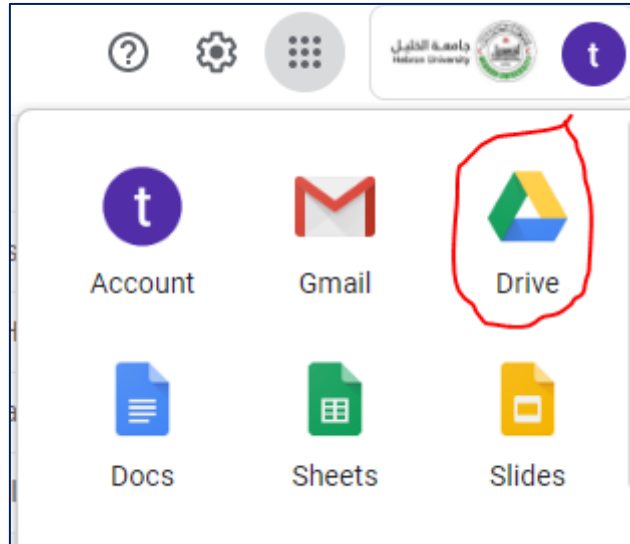 جامعة الخليل
Hebron University
t
t
Account
Gmail
Drive
Docs
Sheets
Slides